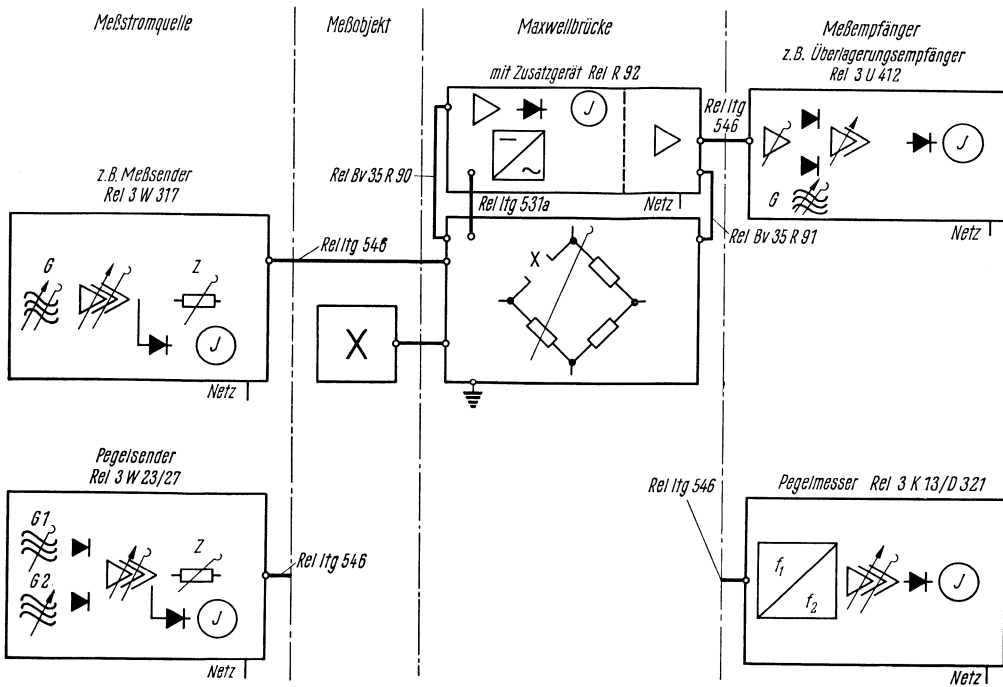 Meßstromquelle
Meßobjekt
Maxwellbrücke
Meßempfänger
z.B. Überlagerungsempfänger
Rel 3 U 412
mit Zusatzgerät Rel R 92
Rel ltg
546
J
J
Rel Bv 35 R 90
Rel ltg 531a
Netz
G
Netz
Rel Bv 35 R 91
z.B. Meßsender
Rel 3 W 317
Rel ltg 546
G
Z
J
Netz
X
X
Pegelsender
Rel 3 W 23/27
G1
G2
Z
J
Rel ltg 546
Netz
Rel ltg 546
Pegelmesser Rel 3 K 13/D 321
f1
f2
J
Netz